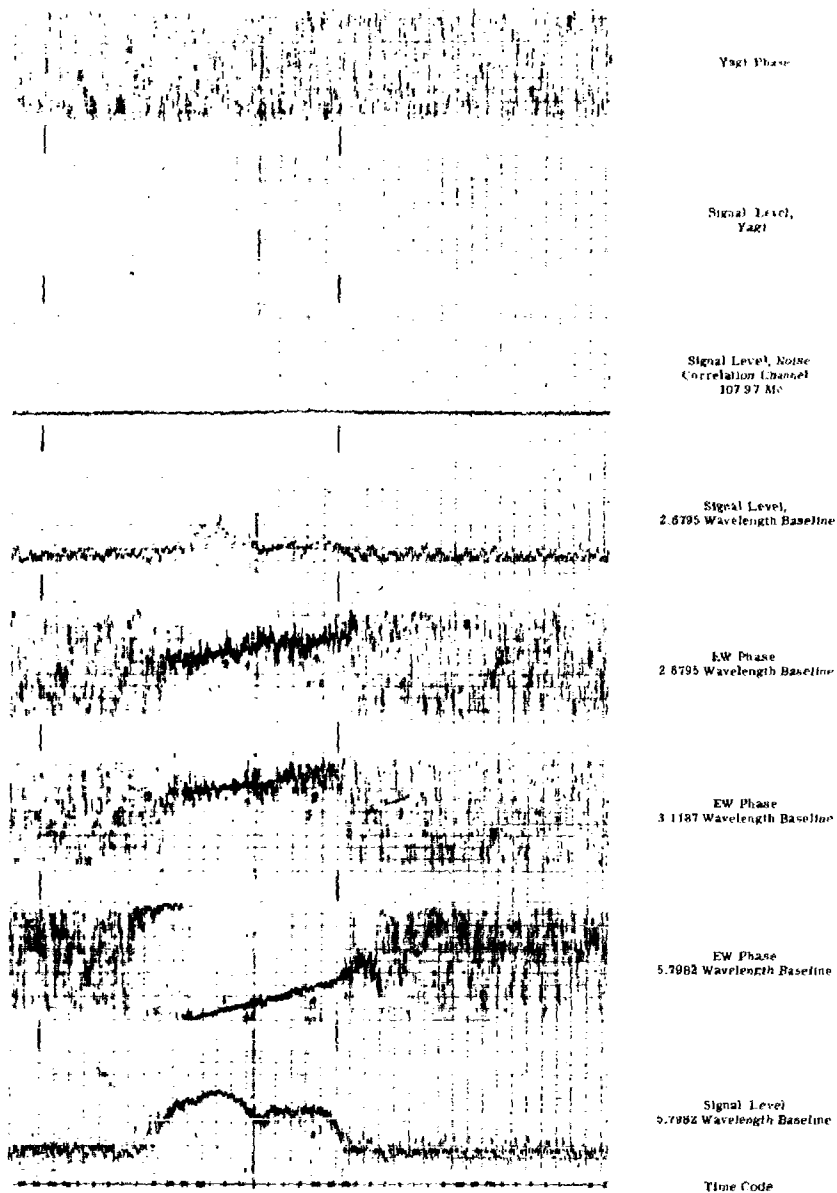 Yagi Phase
Signal Level,
Yagi
Signal Level, Noise
Correlation Channel
107.97 Mc
Signal Level,
2.6795 Wavelength Baseline
EW Phase
2.6795 Wavelength Baseline
EW Phase
3.1187 Wavelength Baseline
EW Phase
5.7982 Wavelength Baseline
Signal Level
5.7982 Wavelength Baseline
Time Code